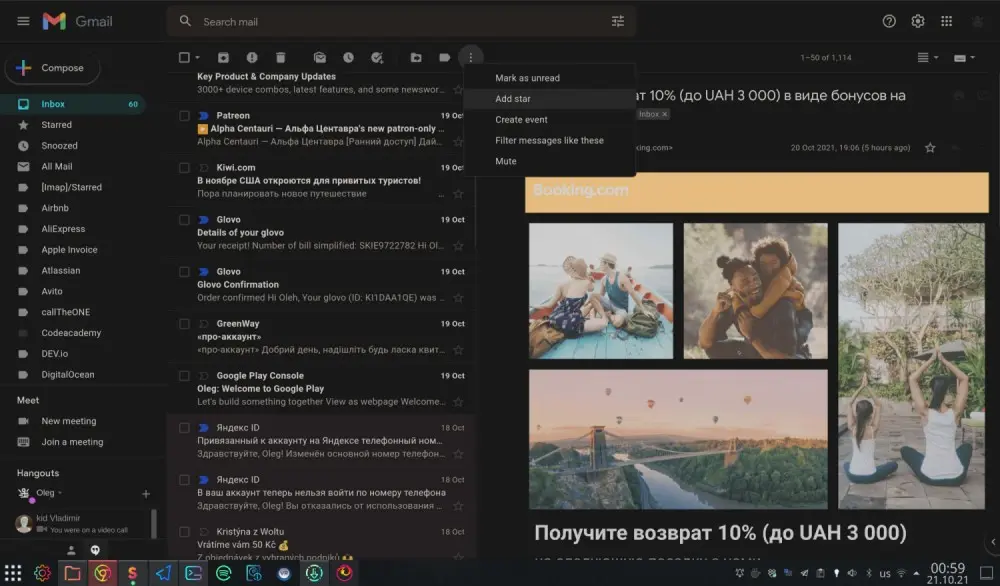 Gmail
Search mail
Compose
1–50 of 1,114
Inbox 60
Starred
Snoozed
All Mail
[Imap]/Starred
Airbnb
AliExpress
Apple Invoice
Atlassian
Avito
callTheONE
Codeacademy
DEV.io
DigitalOcean
Meet
New meeting
Join a meeting
Hangouts
Oleg
kid Vladimir
You were on a video call
Key Product & Company Updates
3000+ device combos, latest features, and some newswor...
Patreon 19 Oct
Alpha Centauri — Альфа Центавра's new patron-only ...
Alpha Centauri — Альфа Центавра [Ранний доступ] Дай...
Kiwi.com 19 Oct
В ноябре США откроются для привитых туристов!
Пора планировать новое путешествие ...
Glovo 19 Oct
Details of your glovo
Your receipt! Number of bill simplified: SKIE9722782 Hi Ol...
Glovo 19 Oct
Glovo Confirmation
Order confirmed Hi Oleh, Your glovo (ID: KI1DAA1QE) was ...
GreenWay 19 Oct
«про-аккаунт»
«про-аккаунт» Добрий день, надішліть будь ласка квит...
Google Play Console 19 Oct
Oleg: Welcome to Google Play
Let's build something together View as webpage Welcome...
Яндекс ID 18 Oct
Привязанный к аккаунту на Яндексе телефонный ном...
Здравствуйте, Oleg! Изменён основной номер телефон...
Яндекс ID 18 Oct
В ваш аккаунт теперь нельзя войти по номеру телефона
Здравствуйте, Oleg! Вы отказались от использования ...
Kristýna z Woltu 18 Oct
Vrátíme vám 50 Kč 💰
Z objednávek z vybraných podniků
Mark as unread
Add star
Create event
Filter messages like these
Mute
ат 10% (до UAH 3 000) в виде бонусов на
Inbox ×
king.com>
20 Oct 2021, 19:06 (5 hours ago)
Booking.com
Получите возврат 10% (до UAH 3 000)
на следующую поездку с нами
US
00:59
21.10.21